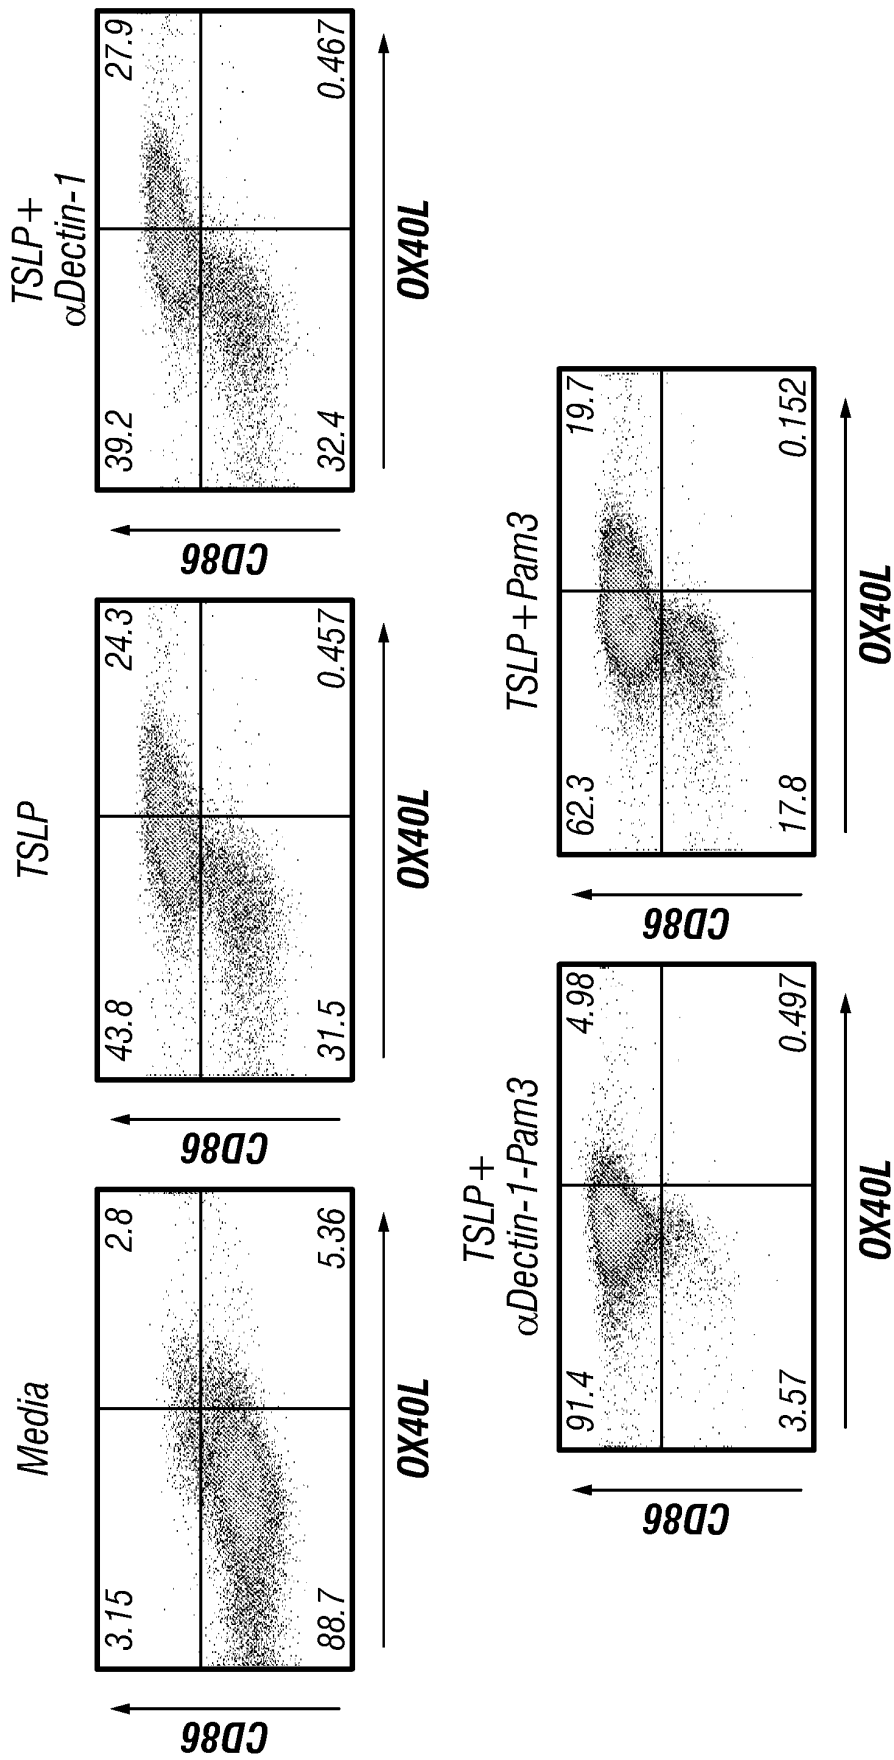 Media
3.15
2.8
88.7
5.36
CD86
OX40L
TSLP
43.8
24.3
31.5
0.457
CD86
OX40L
TSLP+
αDectin-1
39.2
27.9
32.4
0.467
CD86
OX40L
TSLP+
αDectin-1-Pam3
91.4
4.98
3.57
0.497
CD86
OX40L
TSLP+Pam3
62.3
19.7
17.8
0.152
CD86
OX40L